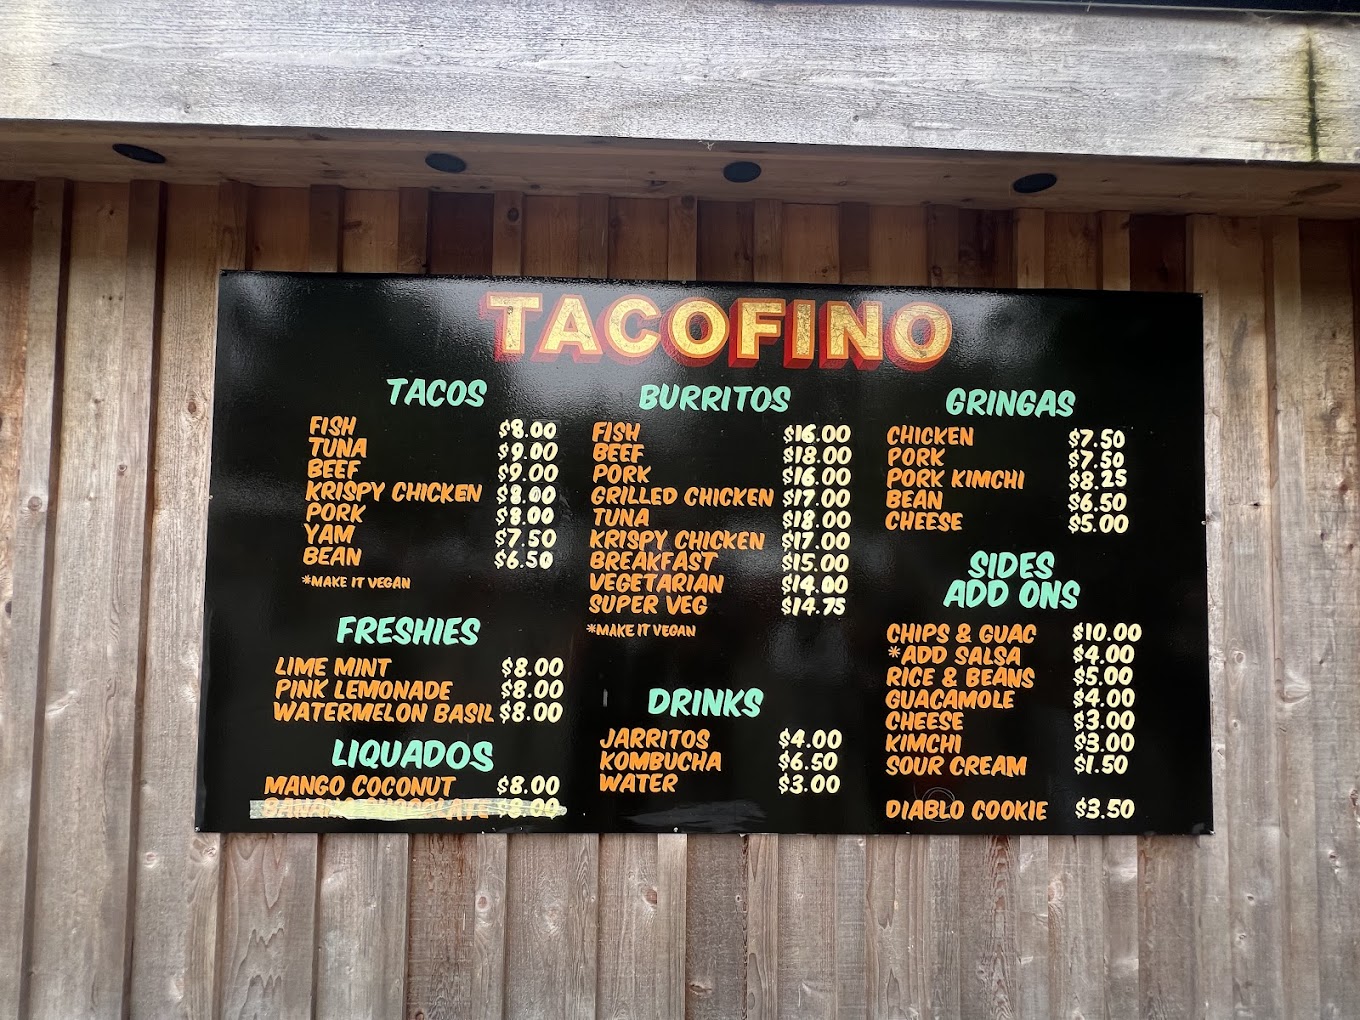 TACOFINO
TACOS
FISH $8.00
TUNA $9.00
BEEF $9.00
KRISPY CHICKEN $8.00
PORK $8.00
YAM $7.50
BEAN $6.50
*MAKE IT VEGAN
FRESHIES
LIME MINT $8.00
PINK LEMONADE $8.00
WATERMELON BASIL $8.00
LIQUADOS
MANGO COCONUT $8.00
BANANA CHOCOLATE $8.00
BURRITOS
FISH $16.00
BEEF $18.00
PORK $16.00
GRILLED CHICKEN $17.00
TUNA $18.00
KRISPY CHICKEN $17.00
BREAKFAST $15.00
VEGETARIAN $14.00
SUPER VEG $14.75
*MAKE IT VEGAN
DRINKS
JARRITOS $4.00
KOMBUCHA $6.50
WATER $3.00
GRINGAS
CHICKEN $7.50
PORK $7.50
PORK KIMCHI $8.25
BEAN $6.50
CHEESE $5.00
SIDES
ADD ONS
CHIPS & GUAC $10.00
*ADD SALSA $4.00
RICE & BEANS $5.00
GUACAMOLE $4.00
CHEESE $3.00
KIMCHI $3.00
SOUR CREAM $1.50
DIABLO COOKIE $3.50